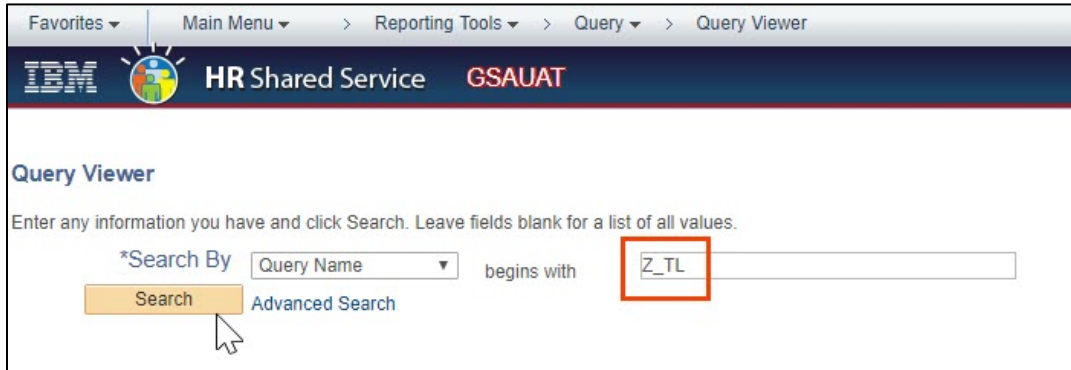 Favorites Main Menu > Reporting Tools > Query > Query Viewer
IBM HR Shared Service GSAUAT
Query Viewer
Enter any information you have and click Search. Leave fields blank for a list of all values.
*Search By Query Name begins with Z_TL
Search Advanced Search